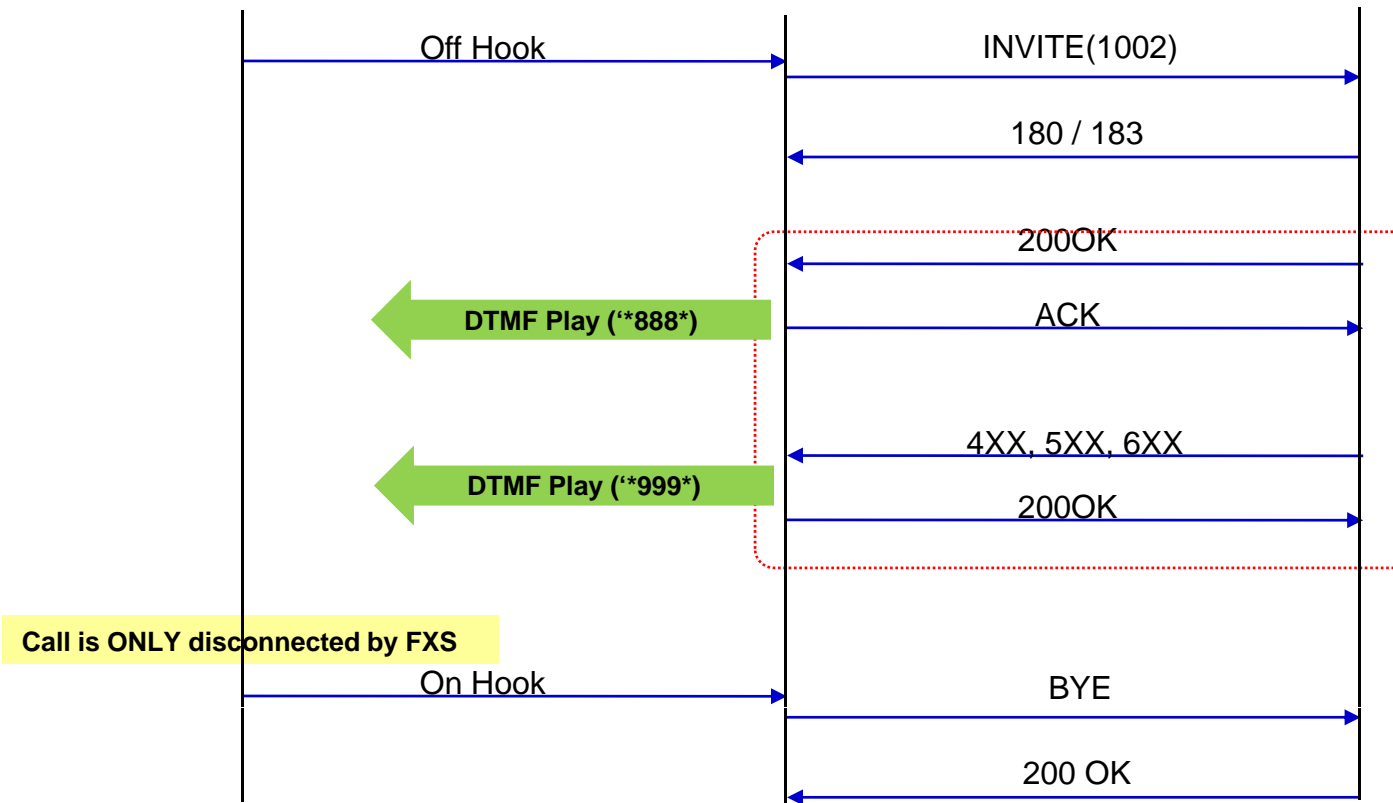 Off Hook
INVITE(1002)
180 / 183
200OK
DTMF Play (‘*888*)
ACK
4XX, 5XX, 6XX
DTMF Play (‘*999*)
200OK
Call is ONLY disconnected by FXS
On Hook
BYE
200 OK